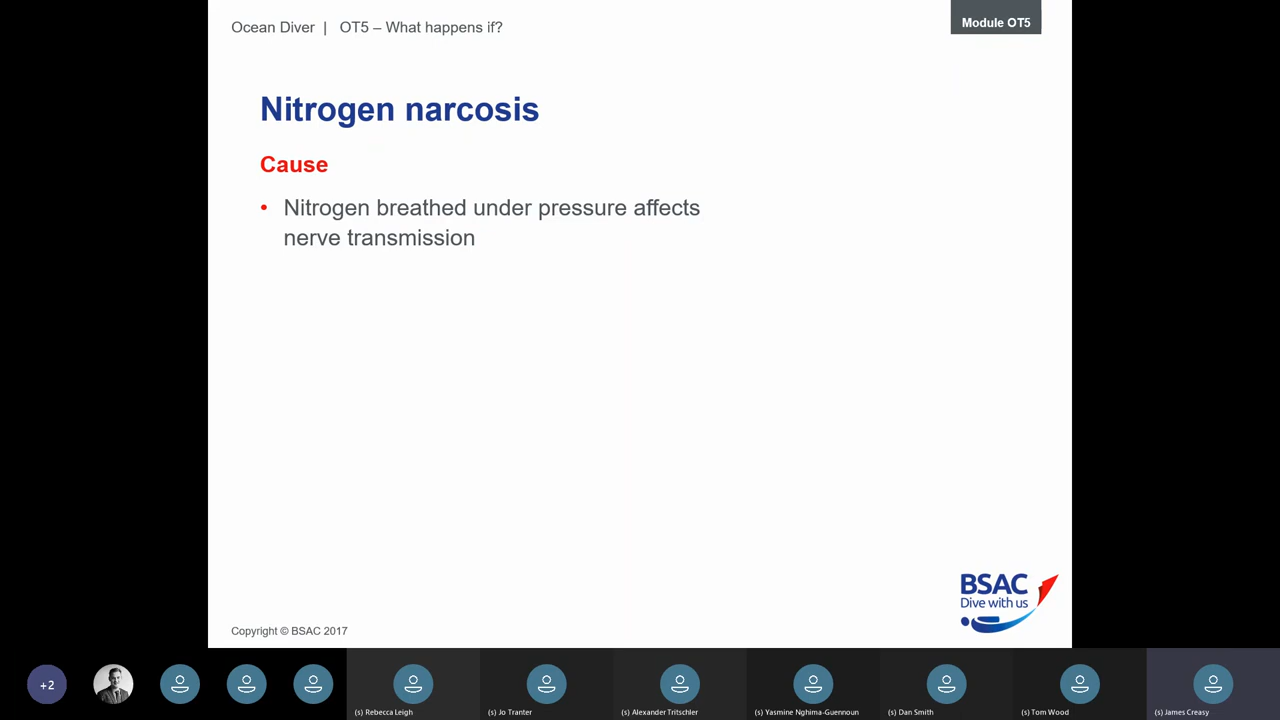 Ocean Diver | OT5 – What happens if?
Module OT5
Nitrogen narcosis
Cause
• Nitrogen breathed under pressure affects
nerve transmission
BSAC
Dive with us
Copyright © BSAC 2017
+2
(s) Rebecca Leigh
(s) Jo Tranter
(s) Alexander Tritschler
(s) Yasmine Nghima-Guennoun
(s) Dan Smith
(s) Tom Wood
(s) James Creasy